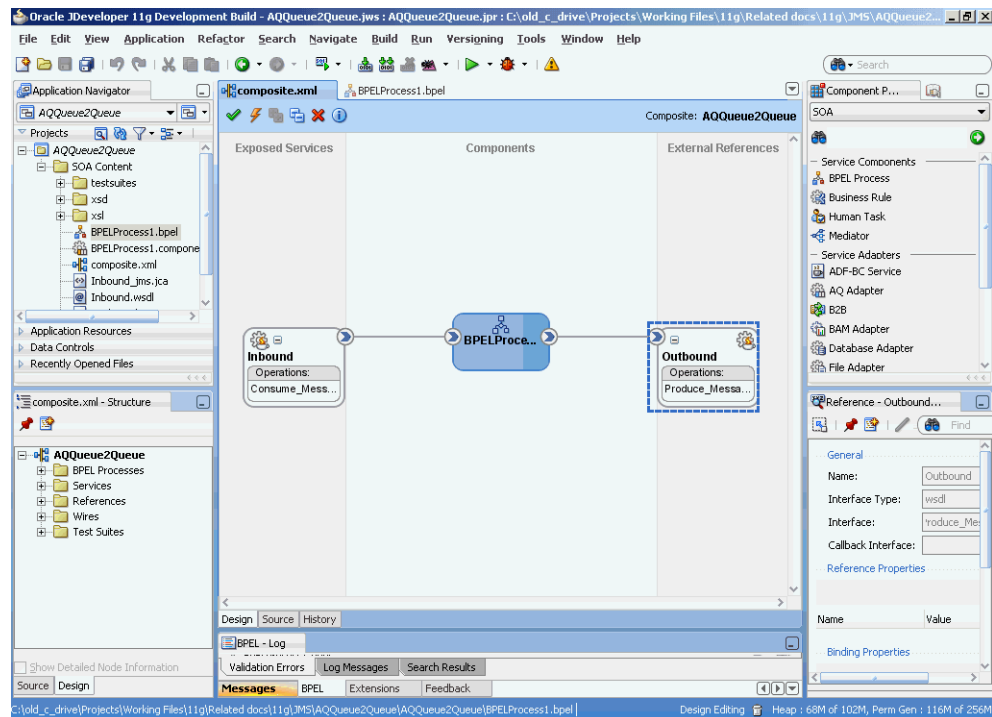 Oracle JDeveloper 11g Development Build - AQQueue2Queue.jws : AQQueue2Queue.jpr : C:\old_c_drive\Projects\Working Files\11g\Related docs\11g\JMS\AQQueue2...
File Edit View Application Refactor Search Navigate Build Run Versioning Tools Window Help
Search
Application Navigator
AQQueue2Queue
Projects
AQQueue2Queue
SOA Content
testsuites
xsd
xsl
BPELProcess1.bpel
BPELProcess1.compone
composite.xml
Inbound_jms.jca
Inbound.wsdl
Application Resources
Data Controls
Recently Opened Files
composite.xml - Structure
AQQueue2Queue
BPEL Processes
Services
References
Wires
Test Suites
Show Detailed Node Information
Source Design
composite.xml BPELProcess1.bpel
Composite: AQQueue2Queue
Exposed Services Components External References
Inbound
Operations:
Consume_Mess...
BPELProce...
Outbound
Operations:
Produce_Messa...
Design Source History
BPEL - Log
Validation Errors Log Messages Search Results
Messages BPEL Extensions Feedback
Component P...
SOA
Service Components
BPEL Process
Business Rule
Human Task
Mediator
Service Adapters
ADF-BC Service
AQ Adapter
B2B
BAM Adapter
Database Adapter
File Adapter
Reference - Outbound...
Find
General
Name: Outbound
Interface Type: wsdl
Interface: roduce_Mes
Callback Interface:
Reference Properties
Name Value
Binding Properties
C:\old_c_drive\Projects\Working Files\11g\Related docs\11g\JMS\AQQueue2Queue\AQQueue2Queue\BPELProcess1.bpel
Design Editing Heap : 68M of 102M, Perm Gen : 116M of 256M